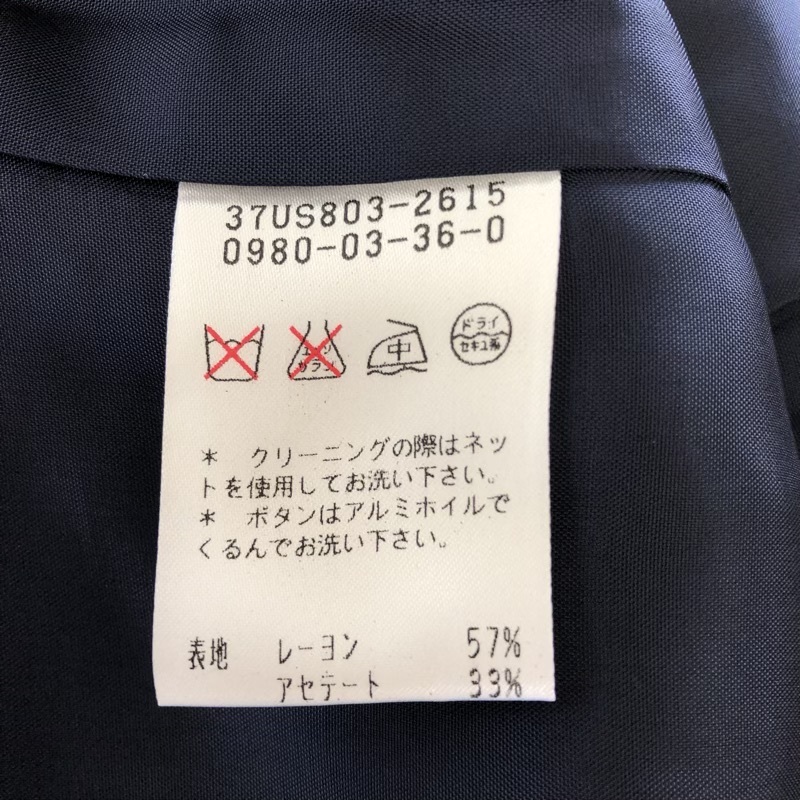 37US803-2615
0980-03-36-0
エンソ
サラシ
中
ドライ
セキユ系
* クリーニングの際はネッ
トを使用してお洗い下さい。
* ボタンはアルミホイルで
くるんでお洗い下さい。
表地 レーヨン 57%
アセテート 33%